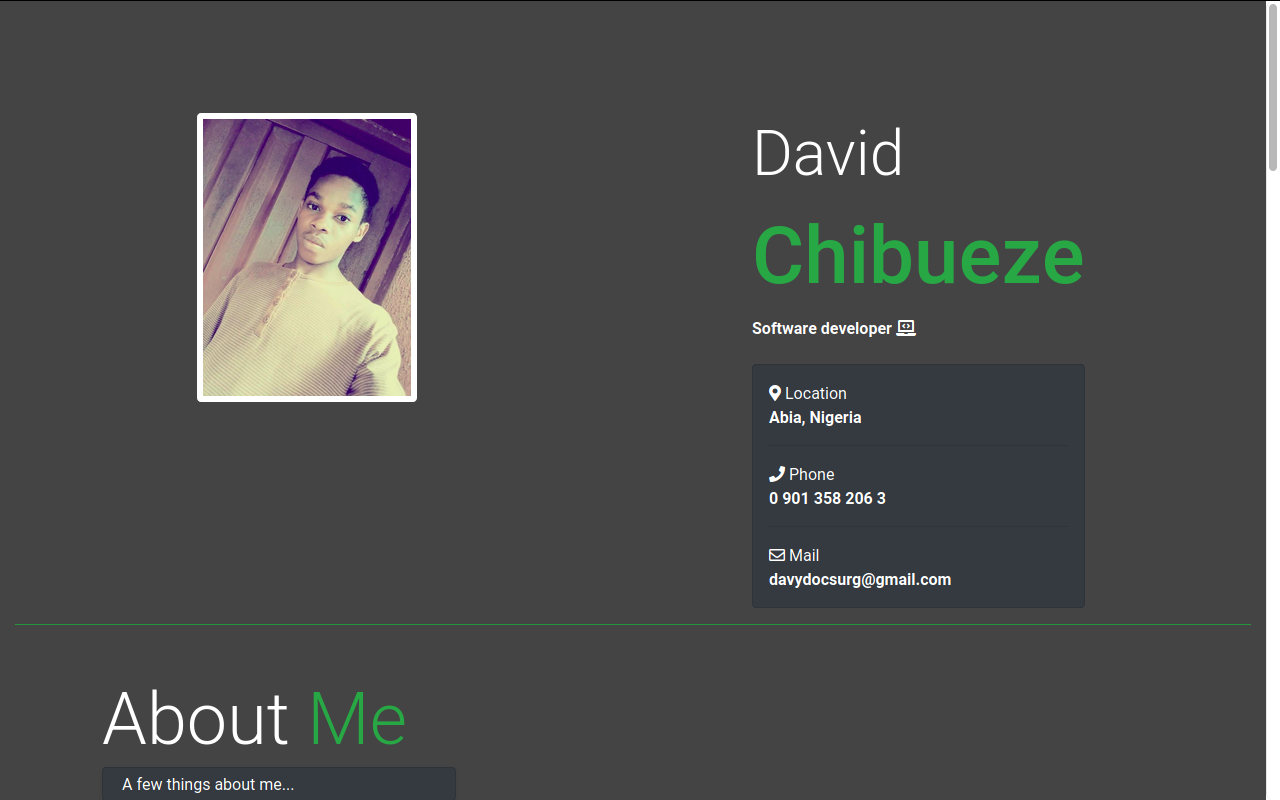 David
Chibueze
Software developer
Location
Abia, Nigeria
Phone
0 901 358 206 3
Mail
davydocsurg@gmail.com
About Me
A few things about me...